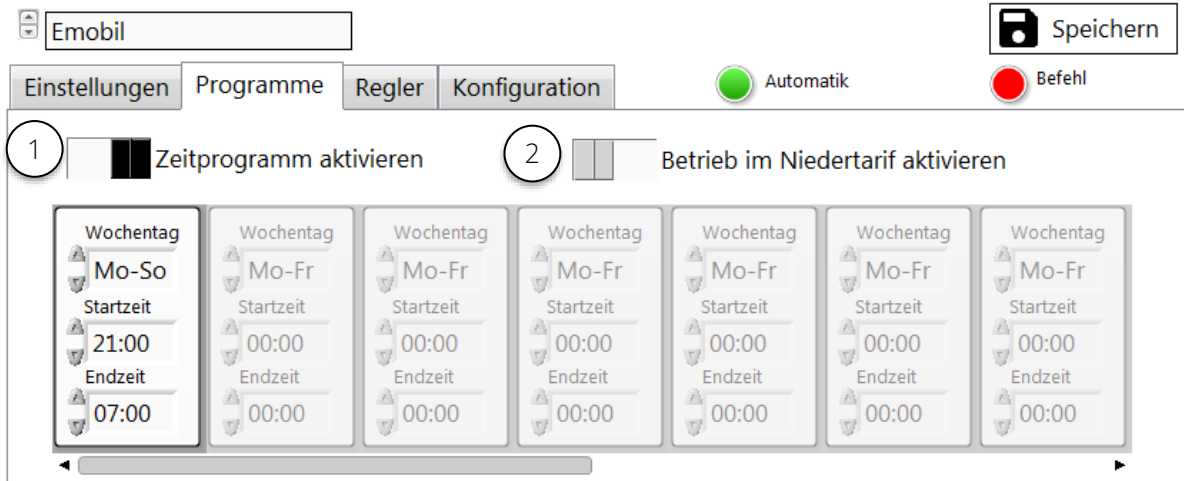 Emobil
Speichern
Einstellungen Programme Regler Konfiguration Automatik Befehl
1 Zeitprogramm aktivieren 2 Betrieb im Niedertarif aktivieren
Wochentag Wochentag Wochentag Wochentag Wochentag Wochentag Wochentag
Mo-So Mo-Fr Mo-Fr Mo-Fr Mo-Fr Mo-Fr Mo-Fr
Startzeit Startzeit Startzeit Startzeit Startzeit Startzeit Startzeit
21:00 00:00 00:00 00:00 00:00 00:00 00:00
Endzeit Endzeit Endzeit Endzeit Endzeit Endzeit Endzeit
07:00 00:00 00:00 00:00 00:00 00:00 00:00